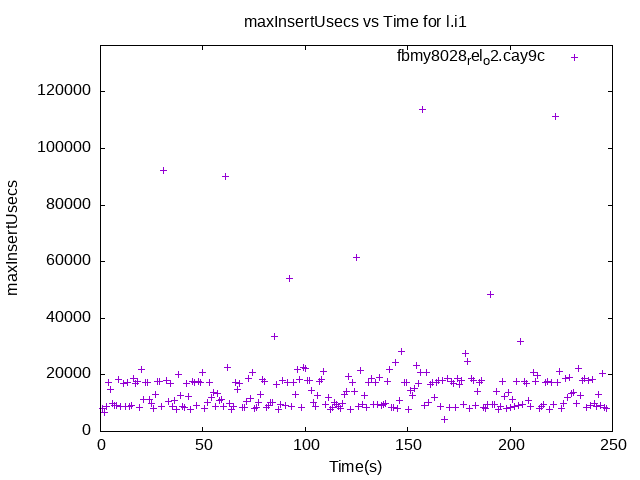 maxInsertUsecs vs Time for l.i1
fbmy8028relo2.cay9c
120000
100000
80000
60000
40000
20000
0
maxInsertUsecs
0 50 100 150 200 250
Time(s)